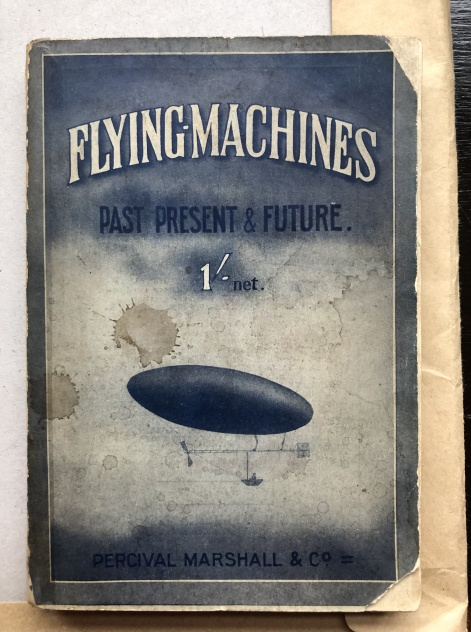 FLYING-MACHINES
PAST PRESENT & FUTURE.
1/- net.
PERCIVAL MARSHALL & Cº =